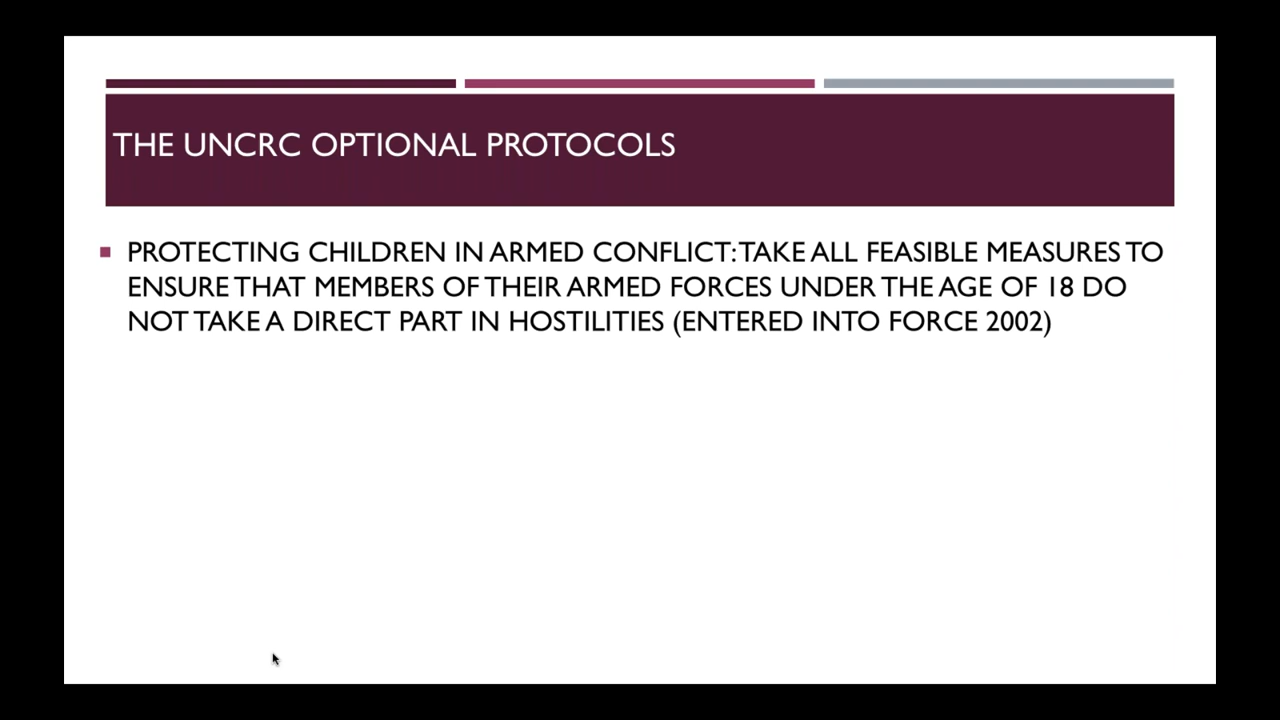 THE UNCRC OPTIONAL PROTOCOLS
PROTECTING CHILDREN IN ARMED CONFLICT: TAKE ALL FEASIBLE MEASURES TO
ENSURE THAT MEMBERS OF THEIR ARMED FORCES UNDER THE AGE OF 18 DO
NOT TAKE A DIRECT PART IN HOSTILITIES (ENTERED INTO FORCE 2002)